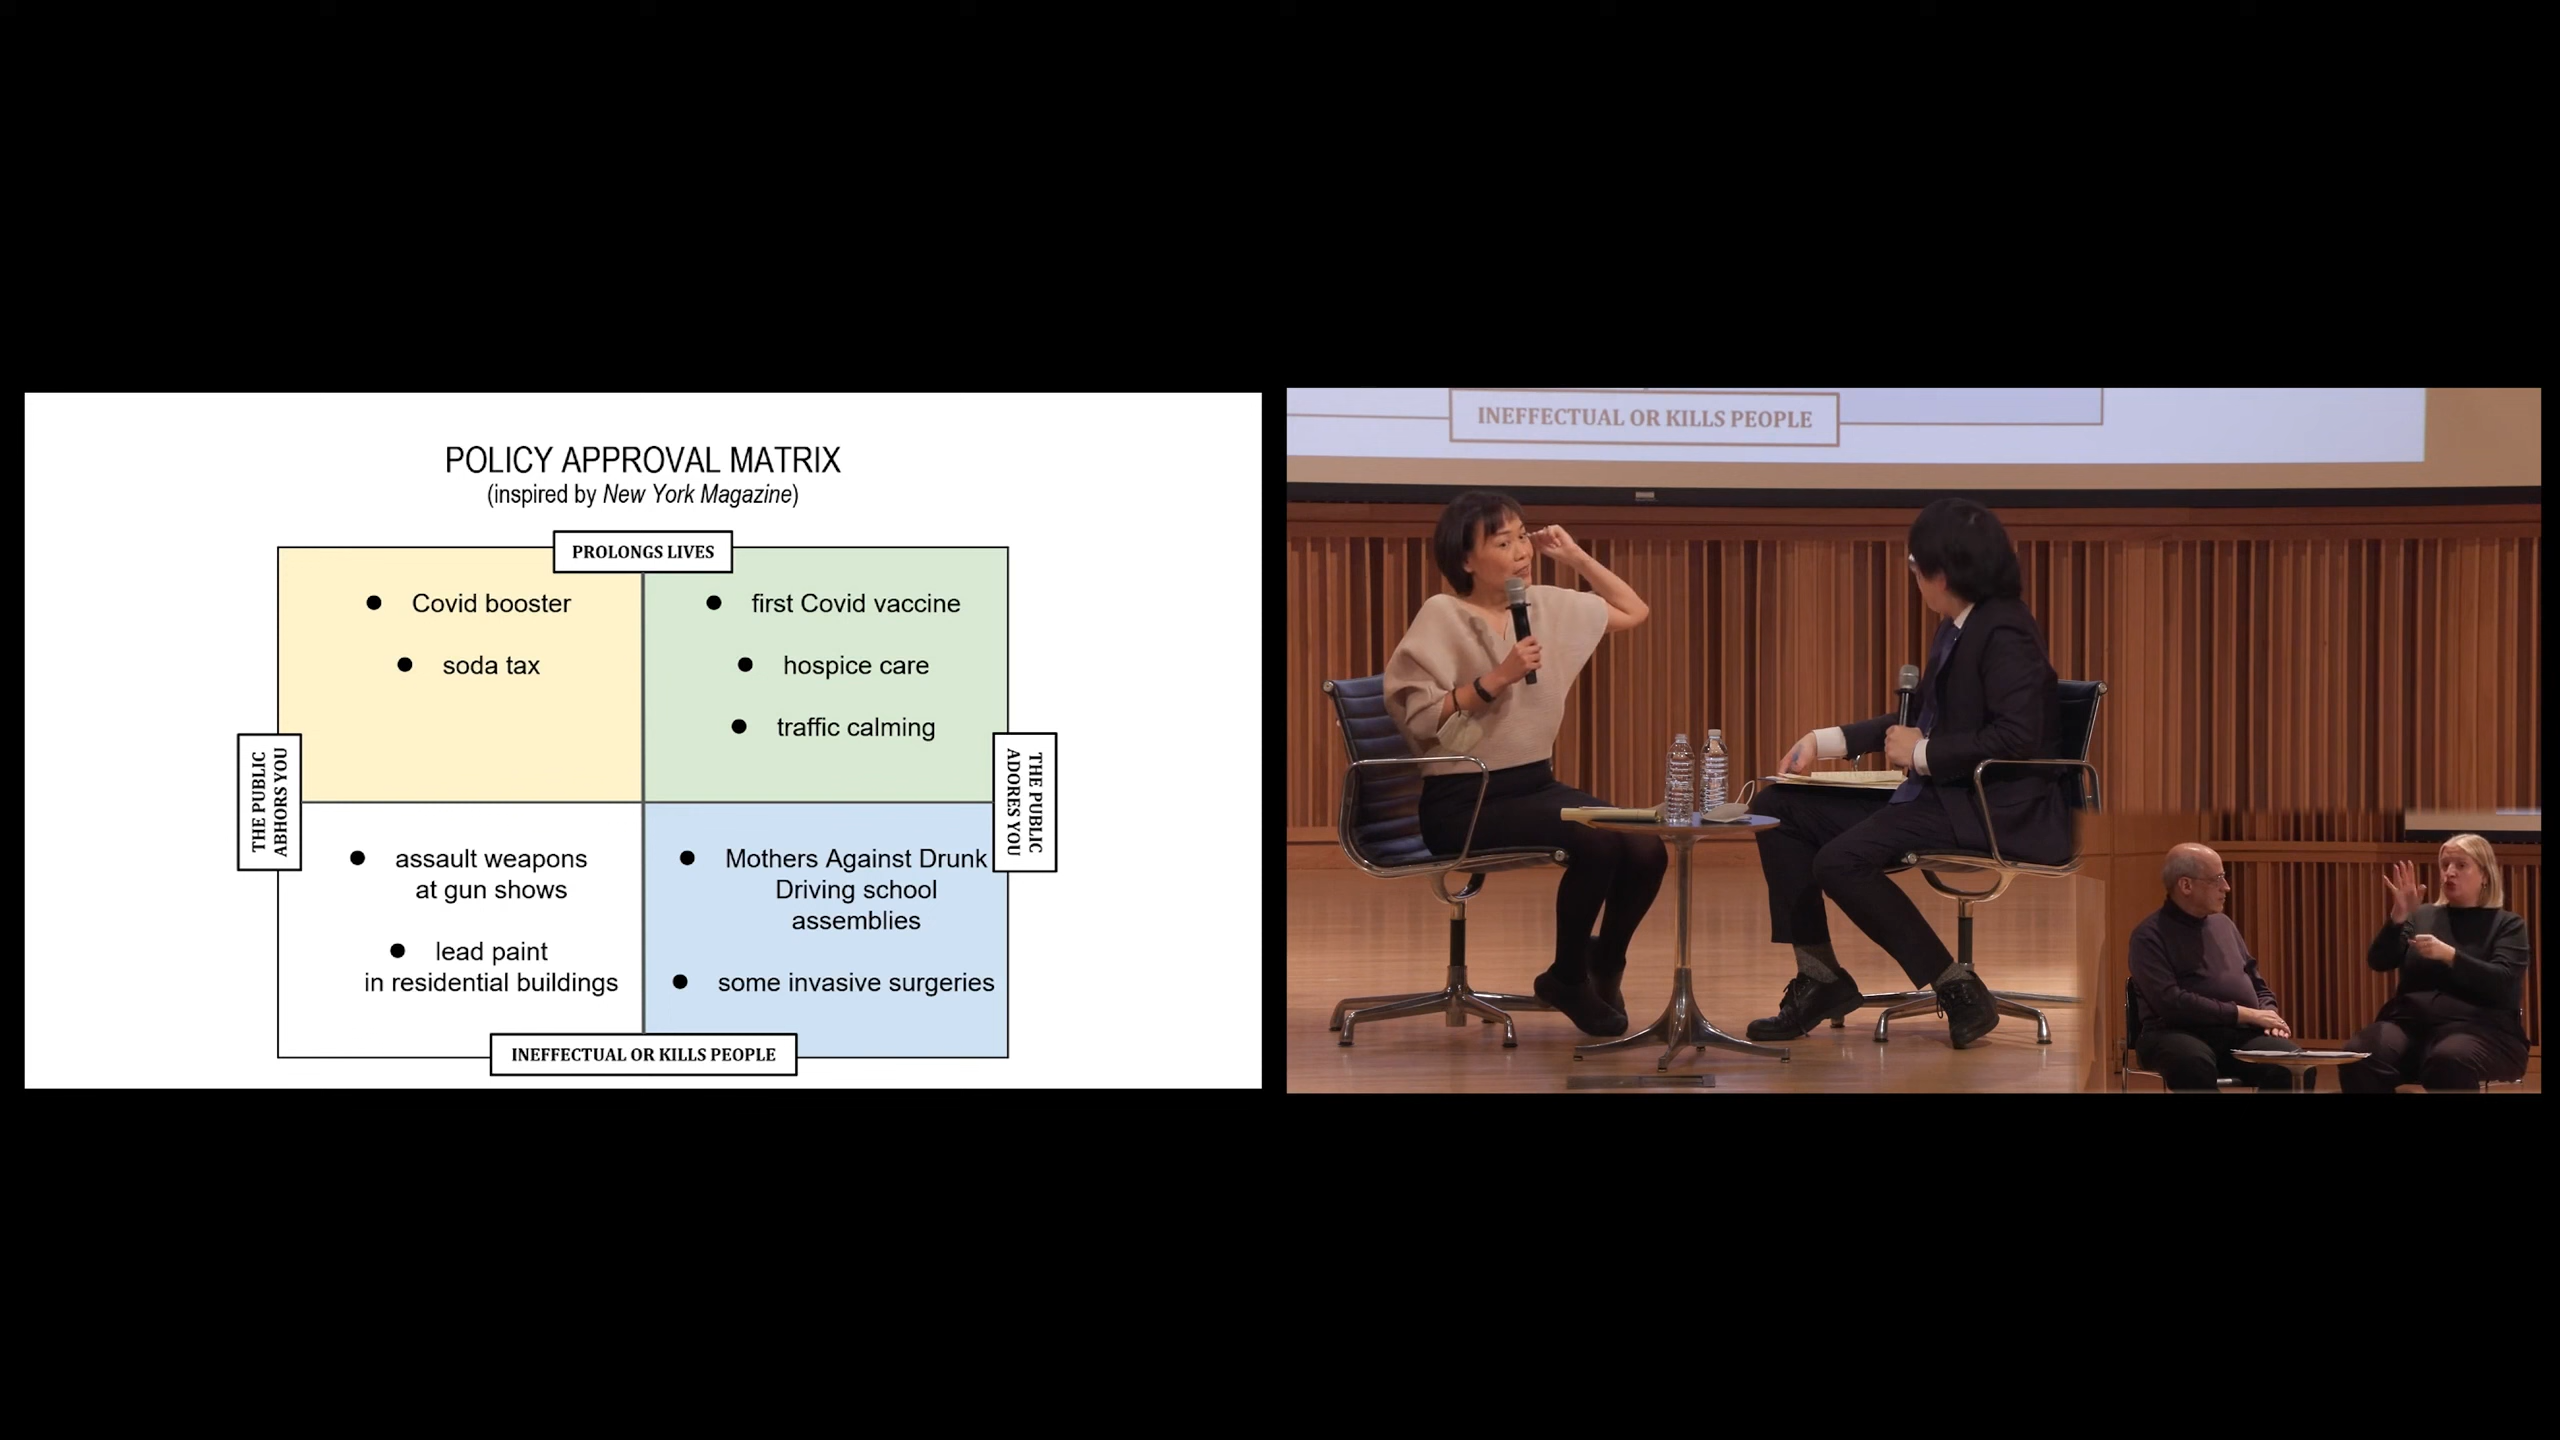 POLICY APPROVAL MATRIX
(inspired by New York Magazine)
PROLONGS LIVES
● Covid booster
● soda tax
● first Covid vaccine
● hospice care
● traffic calming
THE PUBLIC
ABHORS YOU
THE PUBLIC
ADORES YOU
● assault weapons
at gun shows
● lead paint
in residential buildings
● Mothers Against Drunk
Driving school
assemblies
● some invasive surgeries
INEFFECTUAL OR KILLS PEOPLE
INEFFECTUAL OR KILLS PEOPLE